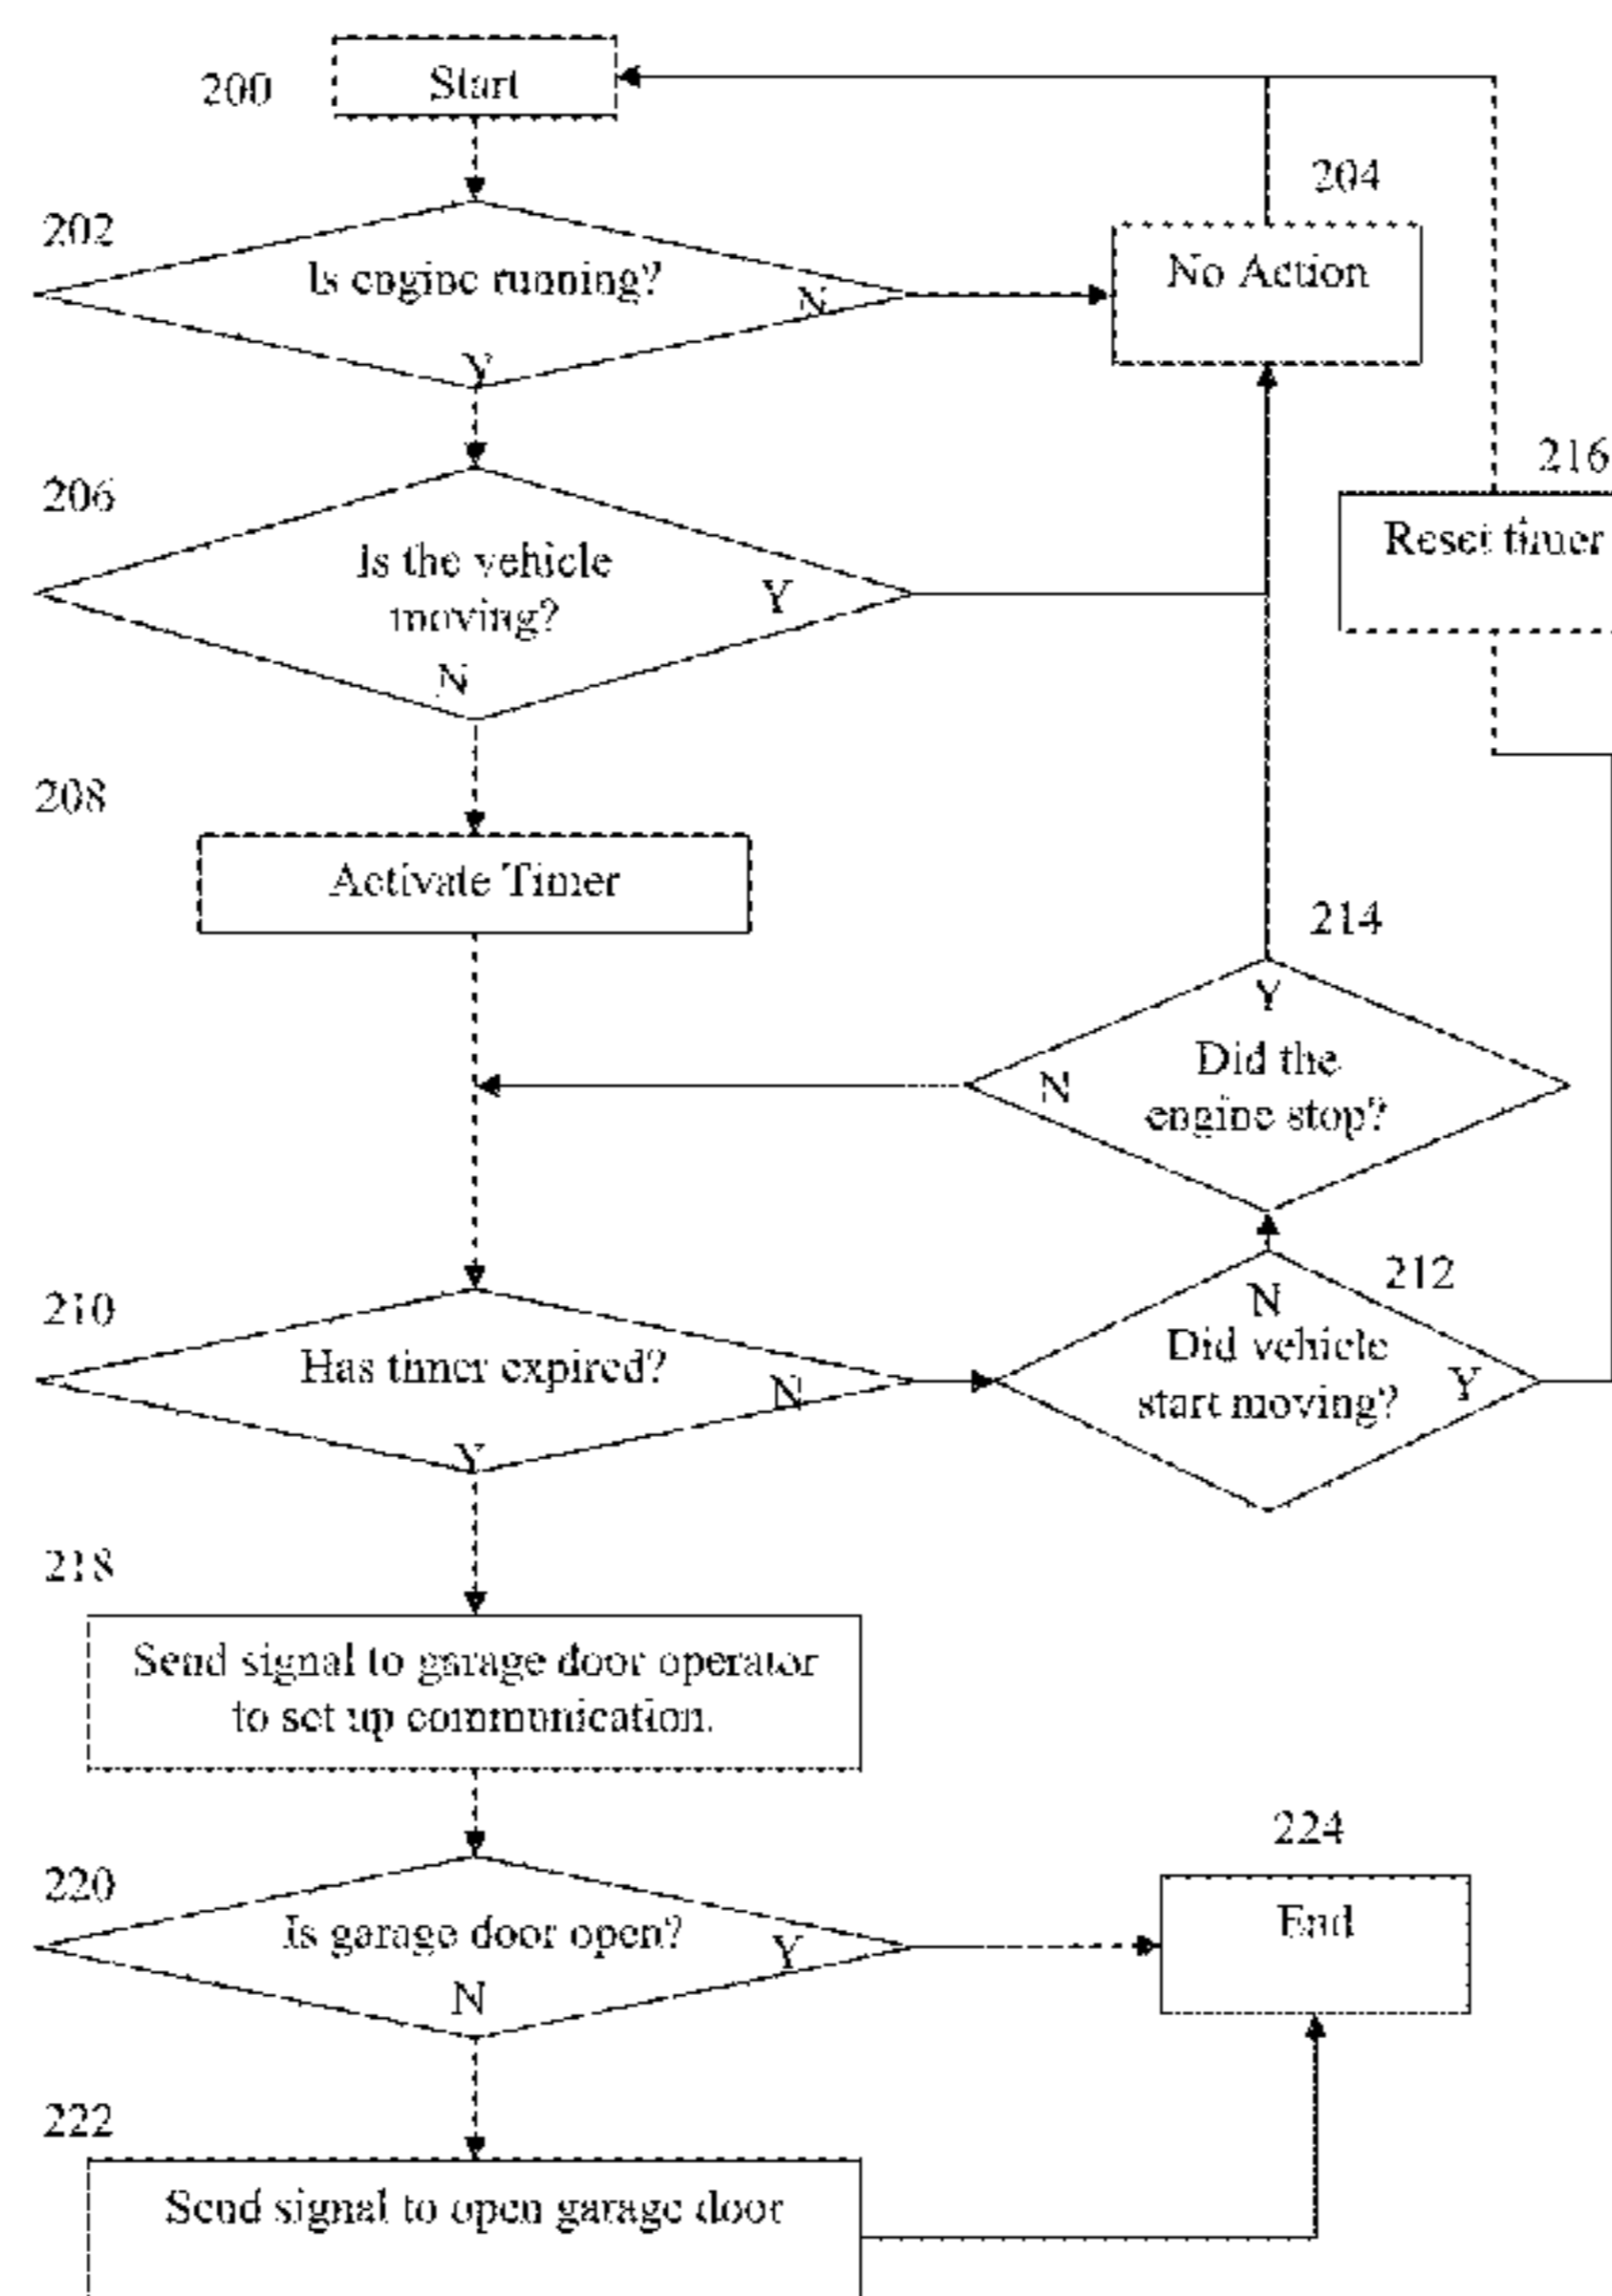 200
Start
204
202
Is engine running?
N
No Action
Y
216
206
Reset timer
Is the vehicle
moving?
Y
N
208
Activate Timer
214
Y
Did the
engine stop?
N
212
N
210
Did vehicle
start moving?
Y
Has timer expired?
N
Y
218
Send signal to garage door operator
to set up communication.
224
220
End
Is garage door open?
Y
N
222
Send signal to open garage door